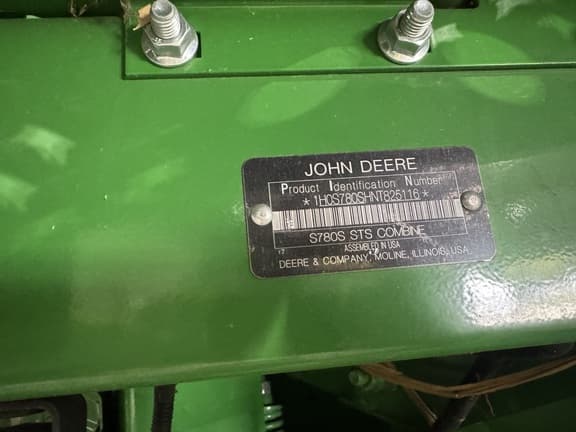 JOHN DEERE
Product Identification Number
*1H0S780SHNT825116*
S780S STS COMBINE
ASSEMBLED IN USA
DEERE & COMPANY, MOLINE, ILLINOIS, USA